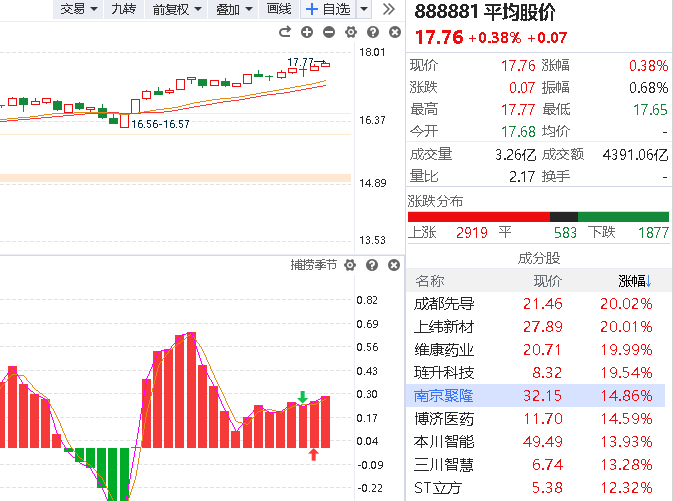 交易 九转 前复权 叠加 画线 自选
888881 平均股价
17.76 +0.38% +0.07
现价 17.76 涨幅 0.38%
涨跌 0.07 振幅 0.68%
最高 17.77 最低 17.65
今开 17.68 均价 -
成交量 3.26亿 成交额 4391.06亿
量比 2.17 换手 -
涨跌分布
上涨 2919 平 583 下跌 1877
成分股
名称 现价 涨幅↓
成都先导 21.46 20.02%
上纬新材 27.89 20.01%
维康药业 20.71 19.99%
琏升科技 8.32 19.54%
南京聚隆 32.15 14.86%
博济医药 11.70 14.59%
本川智能 49.49 13.93%
三川智慧 6.74 13.28%
ST立方 5.38 12.32%
17.77
18.01
16.56-16.57
16.37
14.89
13.53
捕捞季节
0.82
0.69
0.56
0.43
0.30
0.17
0.04
-0.09
-0.22